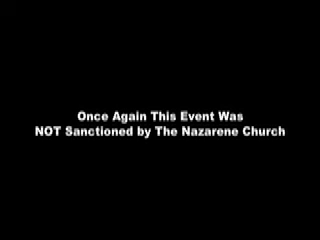 Once Again This Event Was
NOT Sanctioned by The Nazarene Church